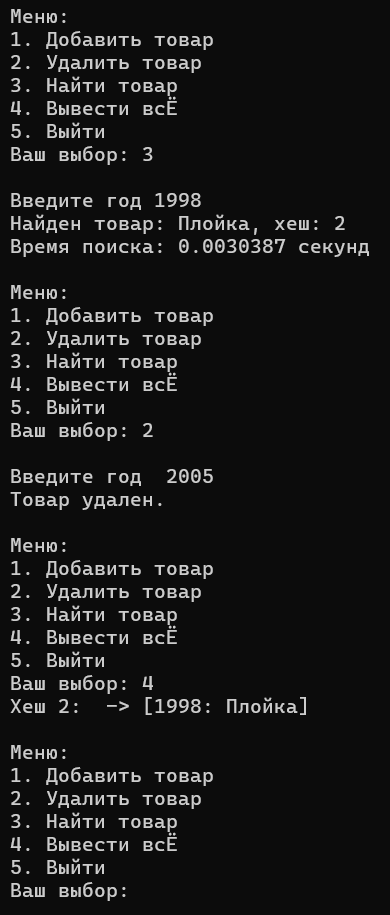 Меню:
1. Добавить товар
2. Удалить товар
3. Найти товар
4. Вывести всЁ
5. Выйти
Ваш выбор: 3
Введите год 1998
Найден товар: Плойка, хеш: 2
Время поиска: 0.0030387 секунд
Меню:
1. Добавить товар
2. Удалить товар
3. Найти товар
4. Вывести всЁ
5. Выйти
Ваш выбор: 2
Введите год  2005
Товар удален.
Меню:
1. Добавить товар
2. Удалить товар
3. Найти товар
4. Вывести всЁ
5. Выйти
Ваш выбор: 4
Хеш 2:  -> [1998: Плойка]
Меню:
1. Добавить товар
2. Удалить товар
3. Найти товар
4. Вывести всЁ
5. Выйти
Ваш выбор: